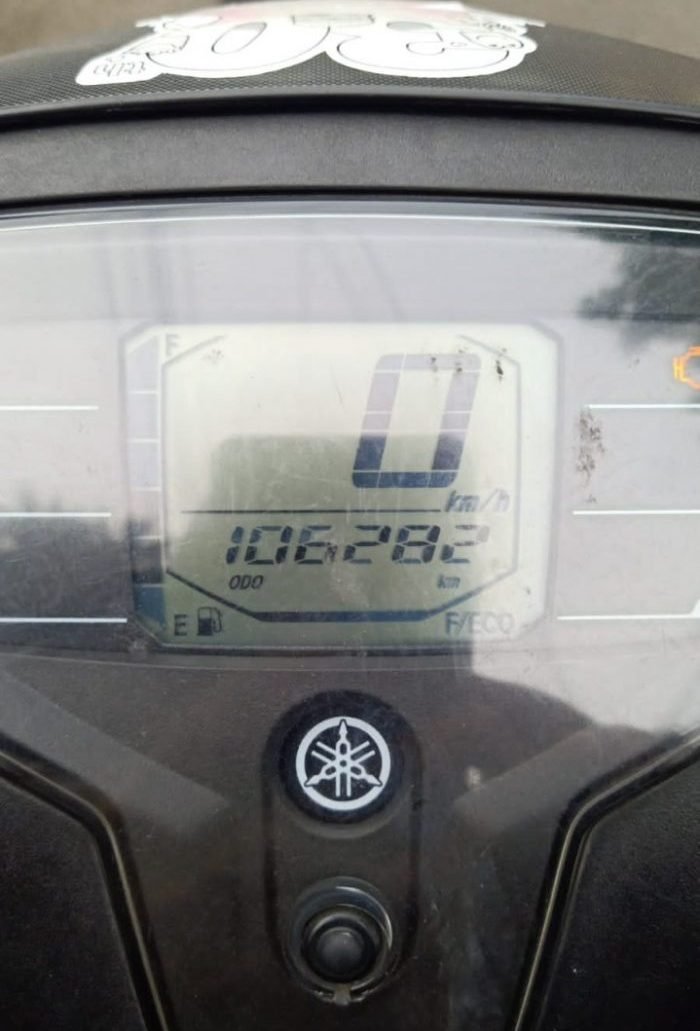 F
0
km/h
106282
ODO km
E F/ECO